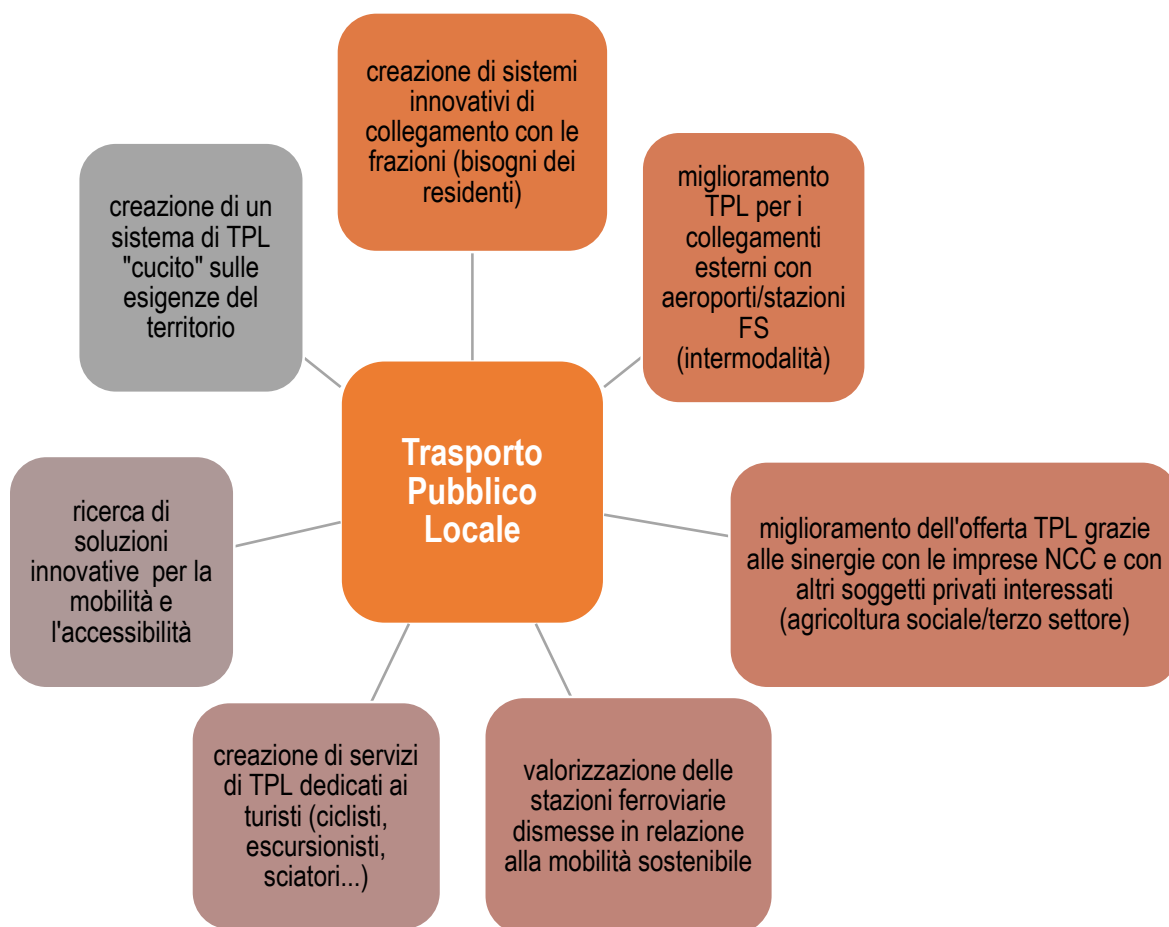 creazione di sistemi
innovativi di
collegamento con le
frazioni (bisogni dei
residenti)
miglioramento
TPL per i
collegamenti
esterni con
aeroporti/stazioni
FS
(intermodalità)
miglioramento dell'offerta TPL grazie
alle sinergie con le imprese NCC e con
altri soggetti privati interessati
(agricoltura sociale/terzo settore)
valorizzazione delle
stazioni ferroviarie
dismesse in relazione
alla mobilità sostenibile
creazione di servizi
di TPL dedicati ai
turisti (ciclisti,
escursionisti,
sciatori...)
ricerca di
soluzioni
innovative per la
mobilità e
l'accessibilità
creazione di un
sistema di TPL
"cucito" sulle
esigenze del
territorio
Trasporto
Pubblico
Locale